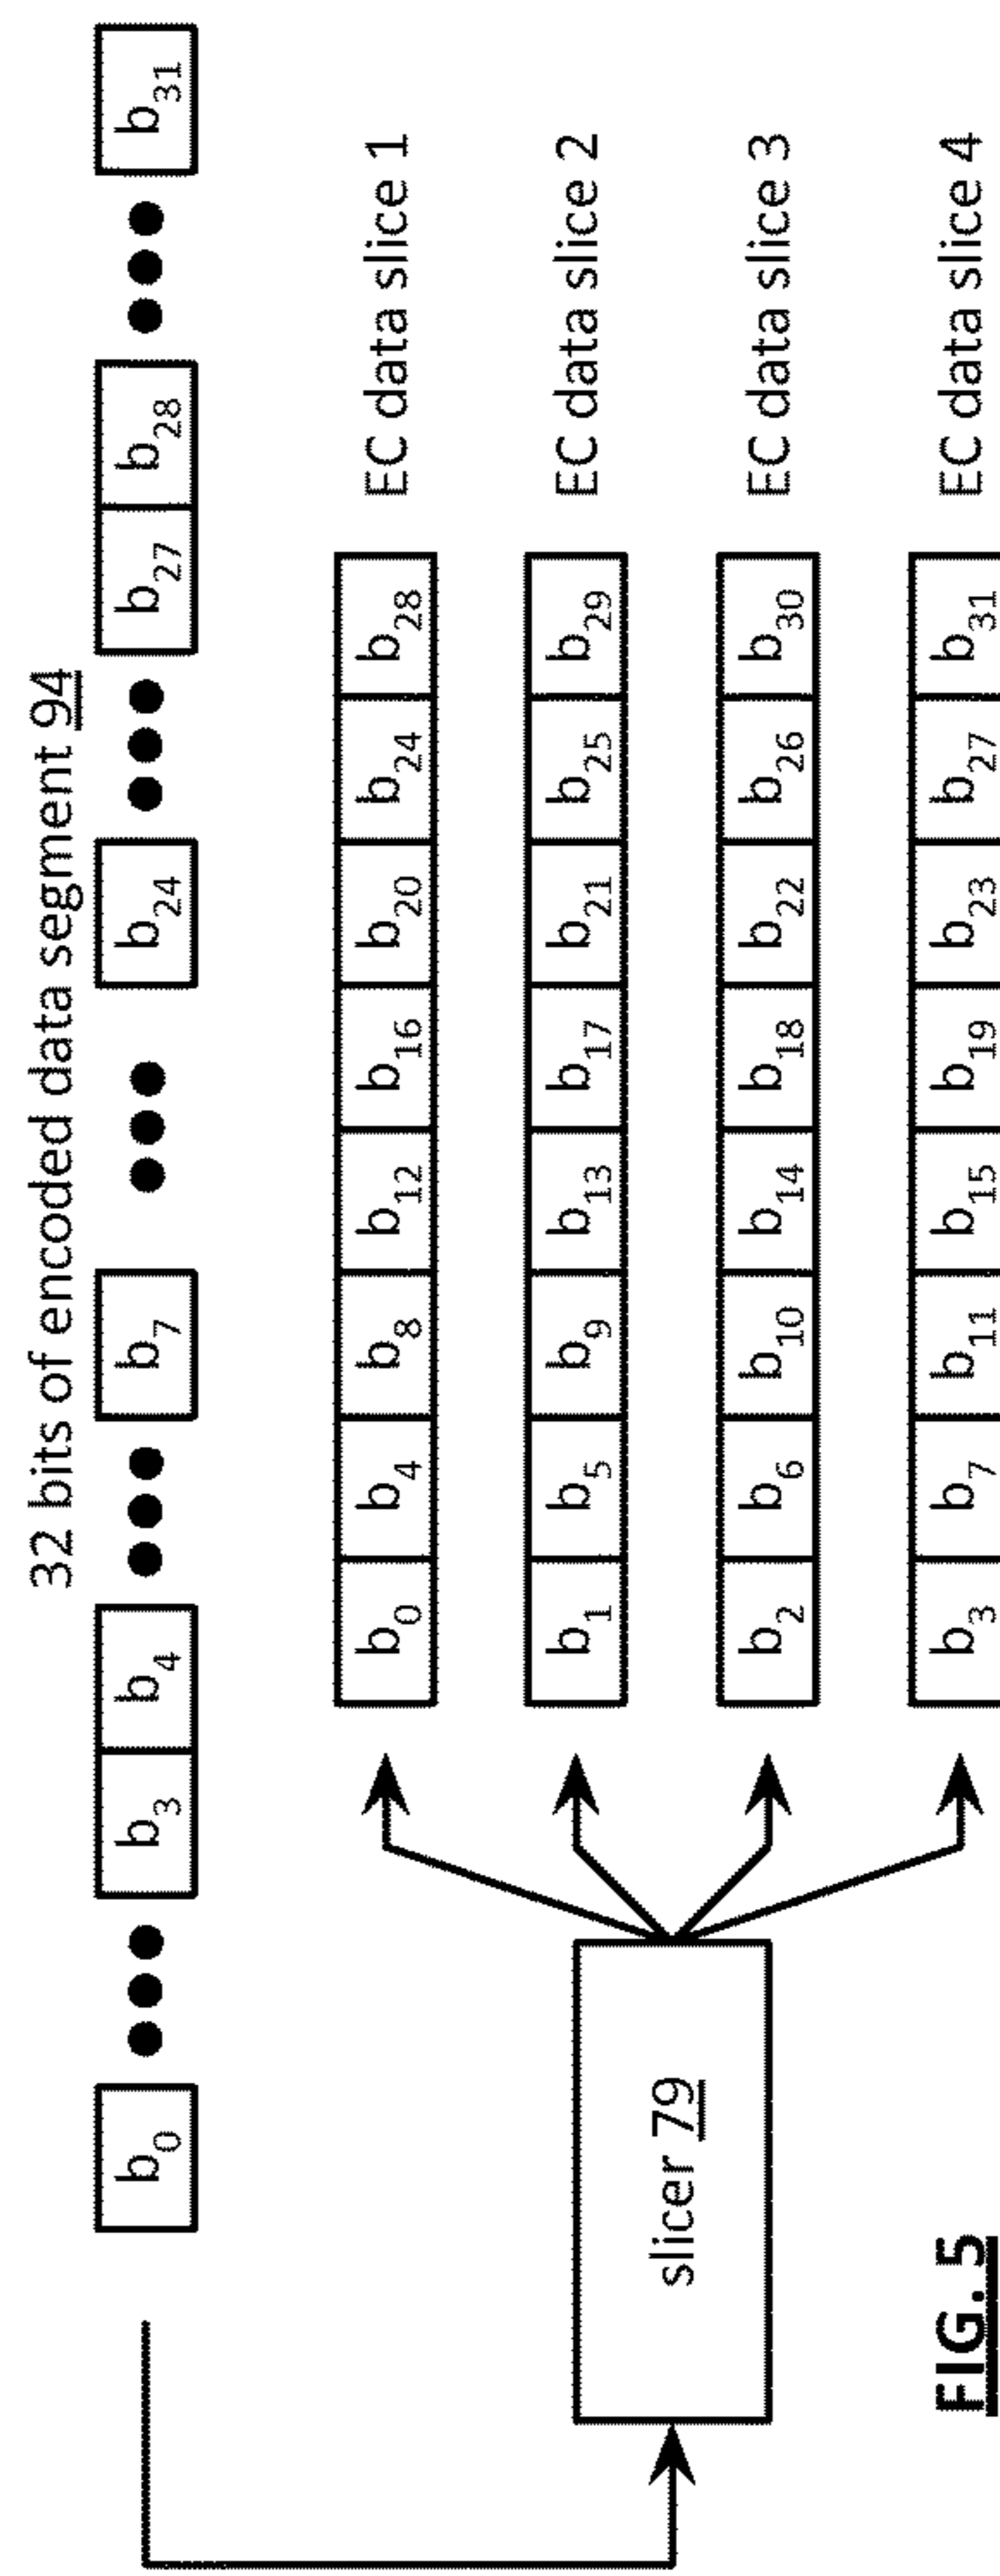 32 bits of encoded data segment 94
b0 ●●● b3 b4 ●●● b7 ●●● b24 ●●● b27 b28 ●●● b31
b0 b4 b8 b12 b16 b20 b24 b28 EC data slice 1
b1 b5 b9 b13 b17 b21 b25 b29 EC data slice 2
slicer 79
b2 b6 b10 b14 b18 b22 b26 b30 EC data slice 3
b3 b7 b11 b15 b19 b23 b27 b31 EC data slice 4
FIG. 5